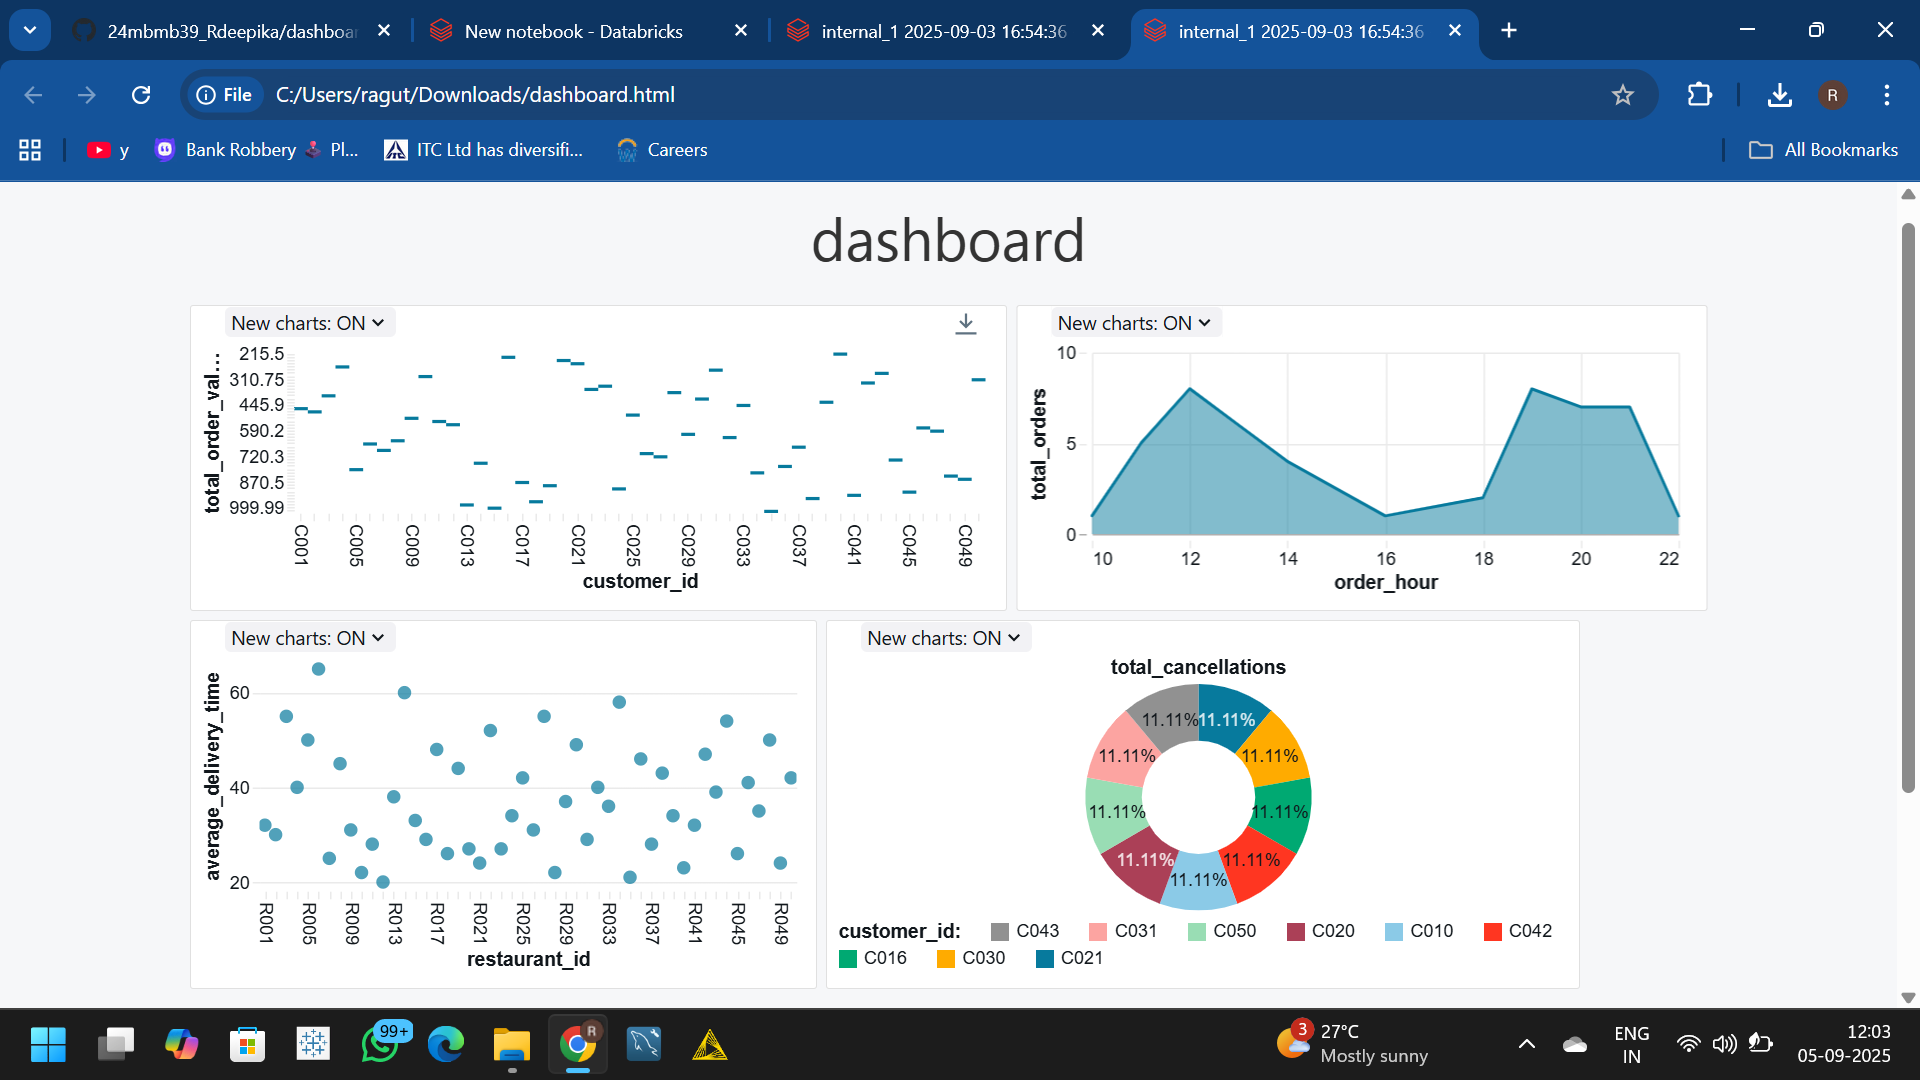 24mbmb39_Rdeepika/dashboar
New notebook - Databricks
internal_1 2025-09-03 16:54:36
internal_1 2025-09-03 16:54:36
File
C:/Users/ragut/Downloads/dashboard.html
R
y
Bank Robbery Pl...
ITC Ltd has diversifi...
Careers
All Bookmarks
dashboard
New charts: ON
total_order_val...
215.5
310.75
445.9
590.2
720.3
870.5
999.99
C001 C005 C009 C013 C017 C021 C025 C029 C033 C037 C041 C045 C049
customer_id
New charts: ON
total_orders
10
5
0
10 12 14 16 18 20 22
order_hour
New charts: ON
average_delivery_time
60
40
20
R001 R005 R009 R013 R017 R021 R025 R029 R033 R037 R041 R045 R049
restaurant_id
New charts: ON
total_cancellations
11.11% 11.11%
11.11% 11.11%
11.11% 11.11%
11.11% 11.11%
11.11%
customer_id: C043 C031 C050 C020 C010 C042
C016 C030 C021
99+
R
3
27°C
Mostly sunny
ENG
IN
12:03
05-09-2025